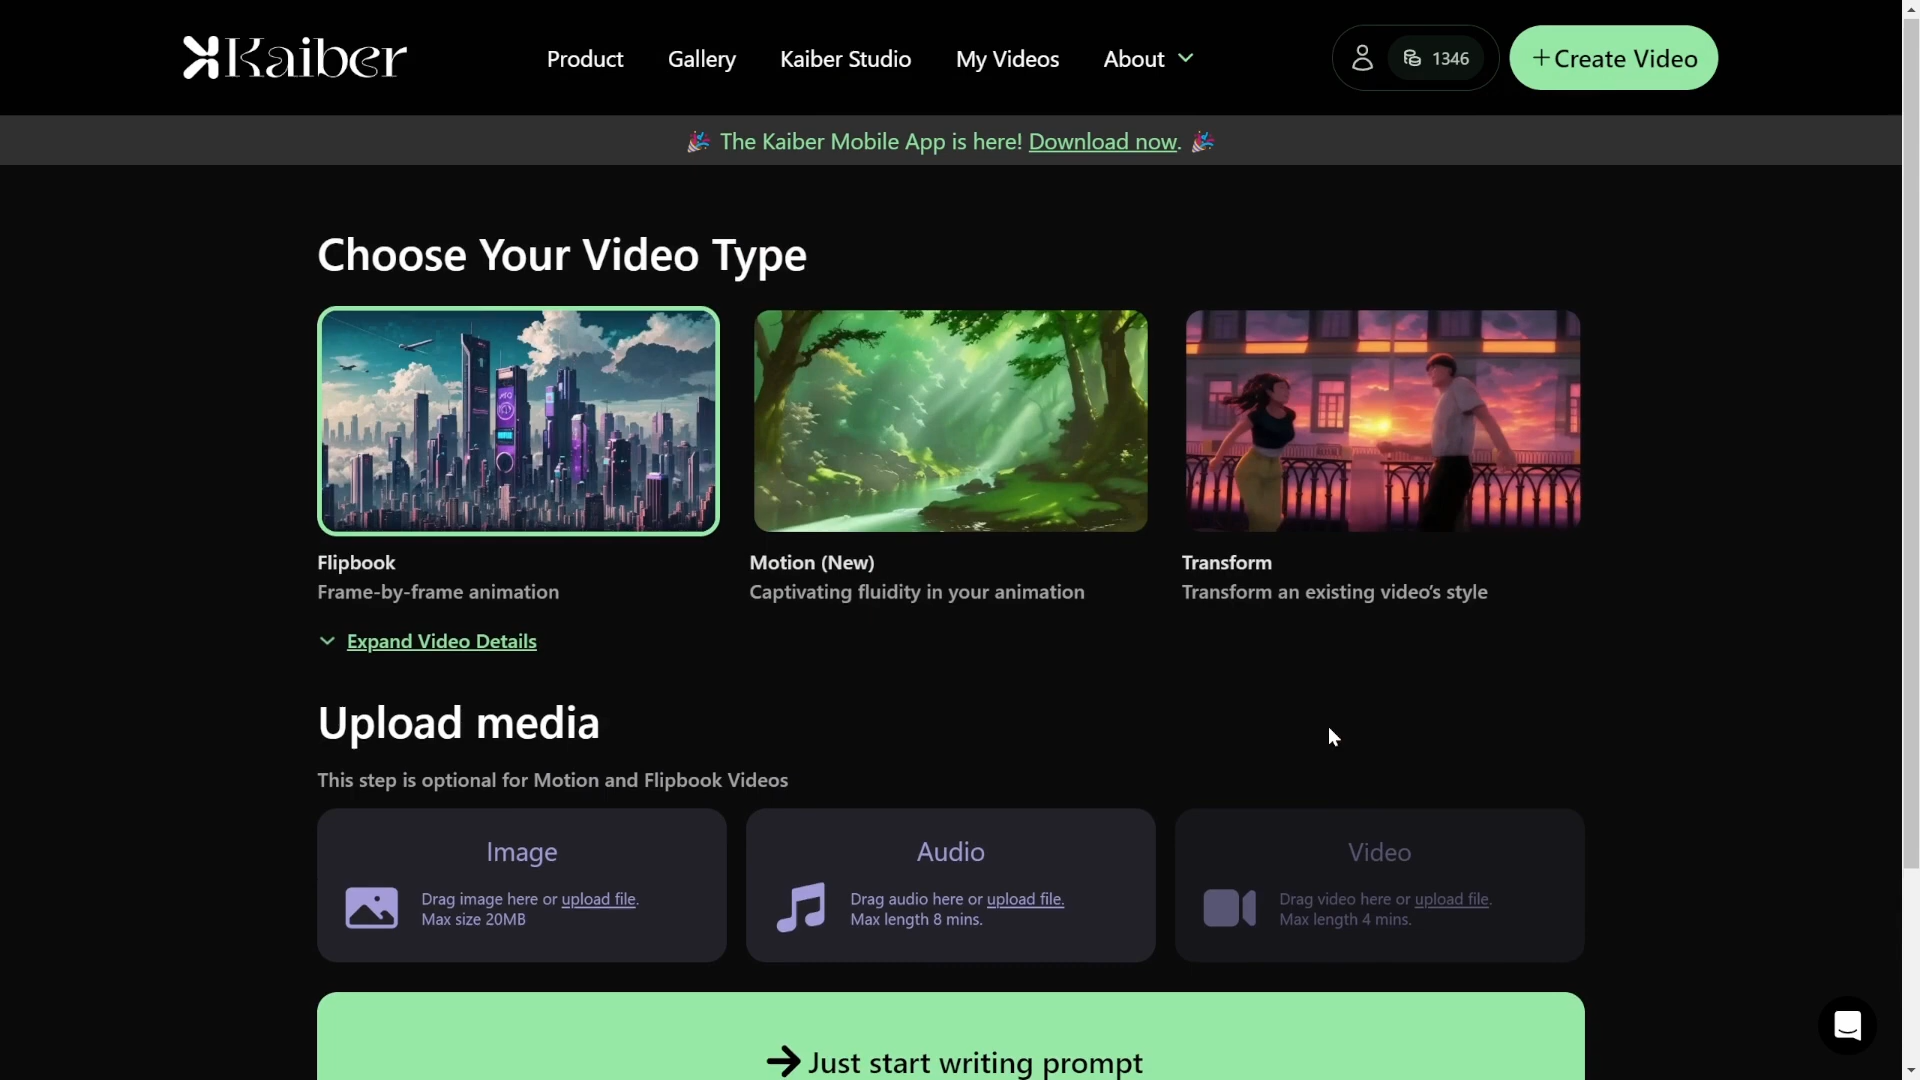 Kaiber
Product Gallery Kaiber Studio My Videos About
1346
+Create Video
🎉 The Kaiber Mobile App is here! Download now. 🎉
Choose Your Video Type
Flipbook
Frame-by-frame animation
Motion (New)
Captivating fluidity in your animation
Transform
Transform an existing video’s style
Expand Video Details
Upload media
This step is optional for Motion and Flipbook Videos
Image
Drag image here or upload file.
Max size 20MB
Audio
Drag audio here or upload file.
Max length 8 mins.
Video
Drag video here or upload file.
Max length 4 mins.
→ Just start writing prompt